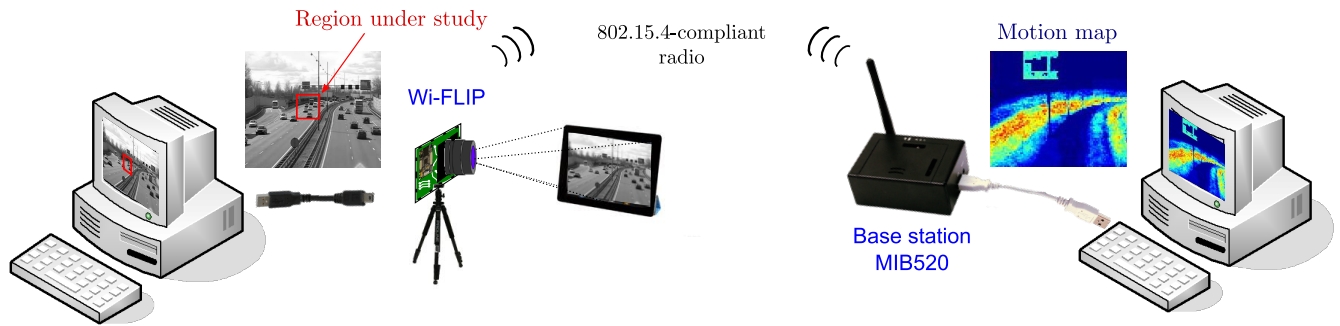 Region under study
802.15.4-compliant
radio
Motion map
Wi-FLIP
Base station
MIB520